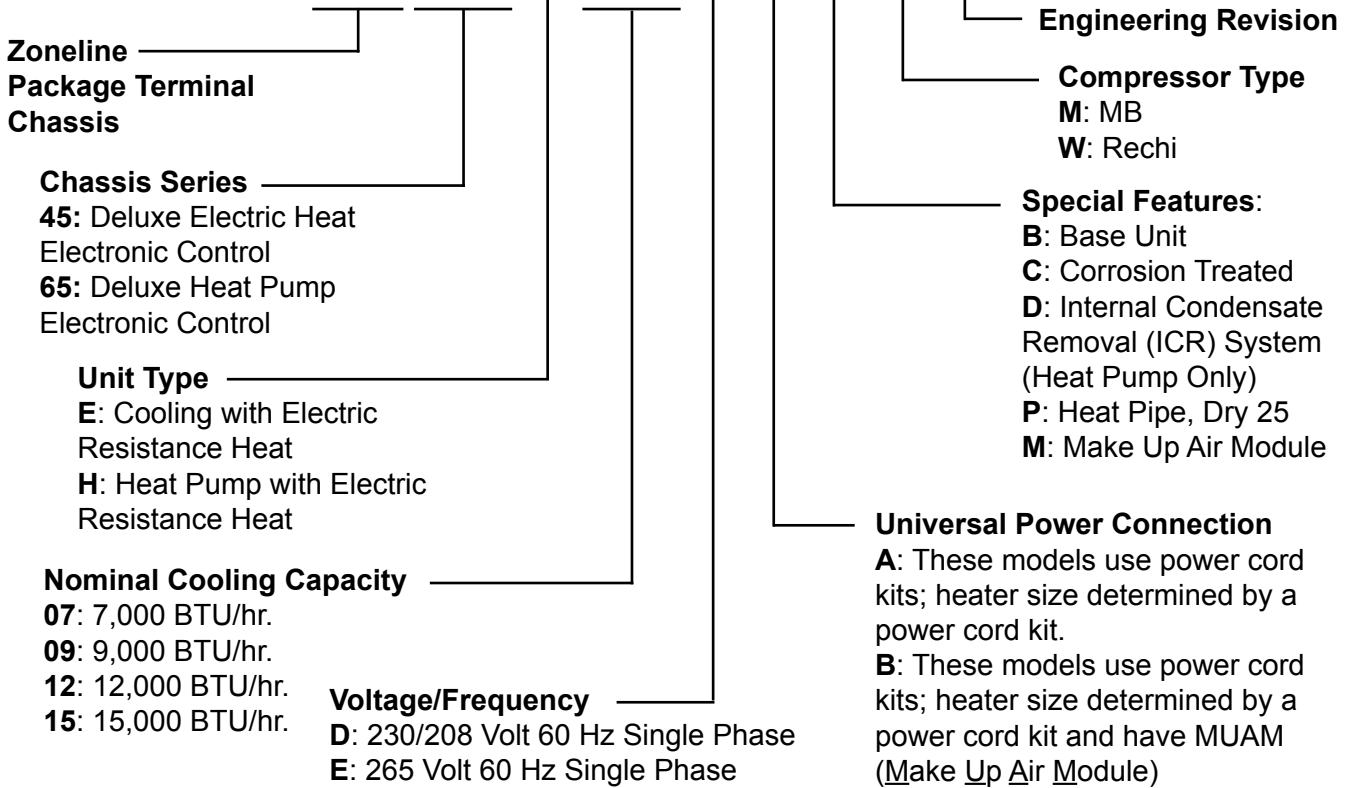 Engineering Revision
Zoneline
Package Terminal
Chassis
Compressor Type
M: MB
W: Rechi
Chassis Series
45: Deluxe Electric Heat
Electronic Control
65: Deluxe Heat Pump
Electronic Control
Special Features:
B: Base Unit
C: Corrosion Treated
D: Internal Condensate
Removal (ICR) System
(Heat Pump Only)
P: Heat Pipe, Dry 25
M: Make Up Air Module
Unit Type
E: Cooling with Electric
Resistance Heat
H: Heat Pump with Electric
Resistance Heat
Universal Power Connection
A: These models use power cord
kits; heater size determined by a
power cord kit.
B: These models use power cord
kits; heater size determined by a
power cord kit and have MUAM
(Make Up Air Module)
Nominal Cooling Capacity
07: 7,000 BTU/hr.
09: 9,000 BTU/hr.
12: 12,000 BTU/hr.
15: 15,000 BTU/hr.
Voltage/Frequency
D: 230/208 Volt 60 Hz Single Phase
E: 265 Volt 60 Hz Single Phase